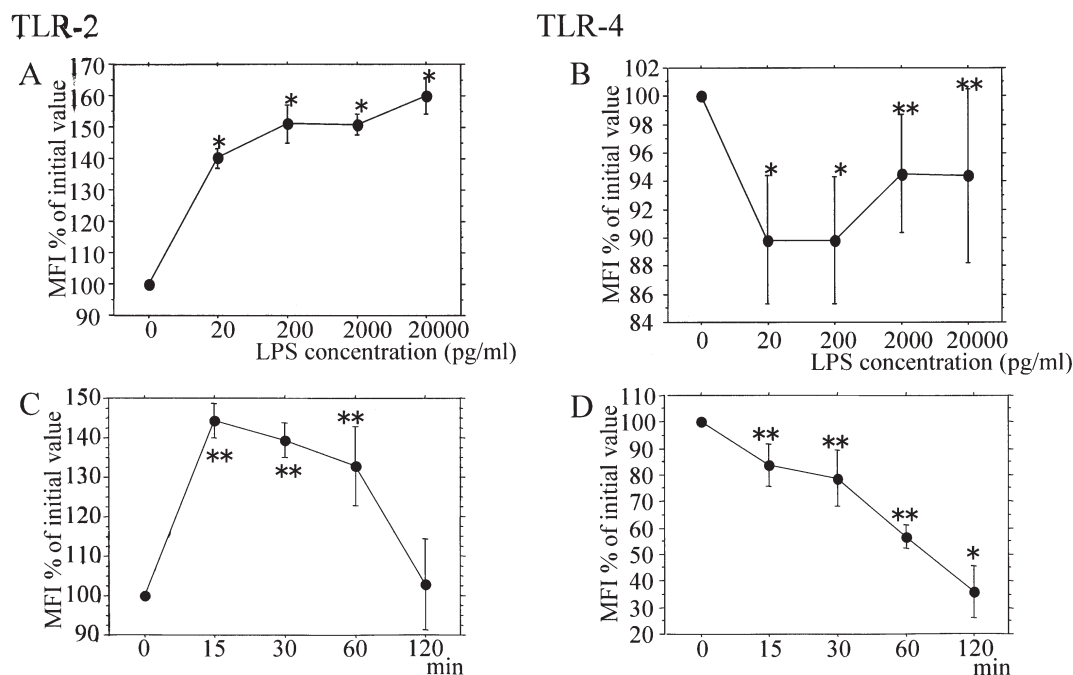 TLR-2
TLR-4
A
MFI % of initial value
170
160
150
140
130
120
110
100
90
* * * *
0 20 200 2000 20000
LPS concentration (pg/ml)
B
MFI % of initial value
102
100
98
96
94
92
90
88
86
84
* * ** **
0 20 200 2000 20000
LPS concentration (pg/ml)
C
MFI % of initial value
150
140
130
120
110
100
90
** ** **
0 15 30 60 120
min
D
MFI % of initial value
110
100
90
80
70
60
50
40
30
20
** ** ** *
0 15 30 60 120
min